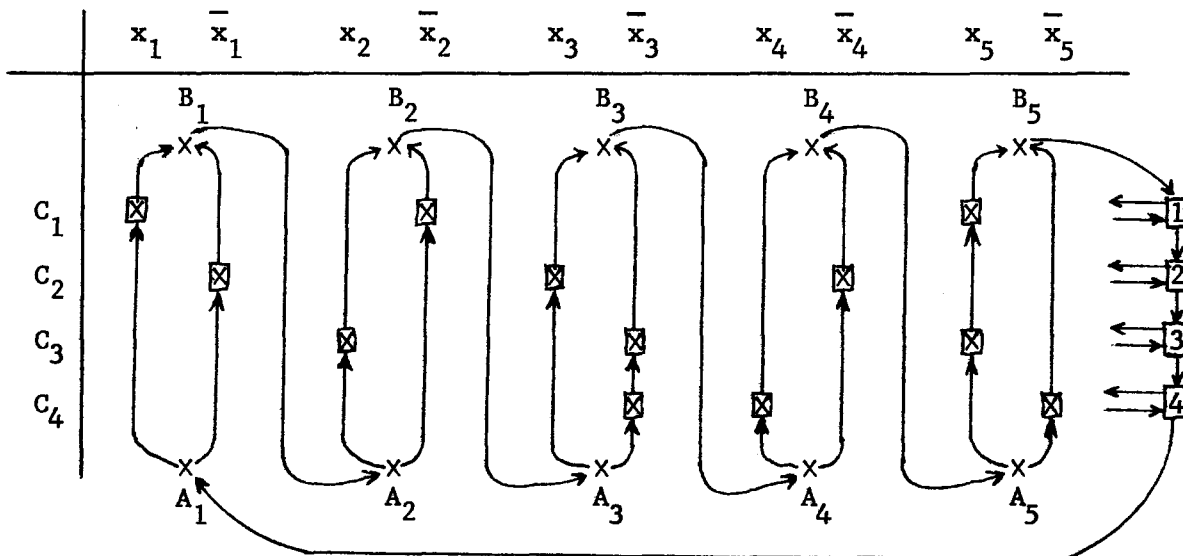 x₁ x̅₁ x₂ x̅₂ x₃ x̅₃ x₄ x̅₄ x₅ x̅₅
B₁ B₂ B₃ B₄ B₅
C₁ 1
C₂ 2
C₃ 3
C₄ 4
A₁ A₂ A₃ A₄ A₅